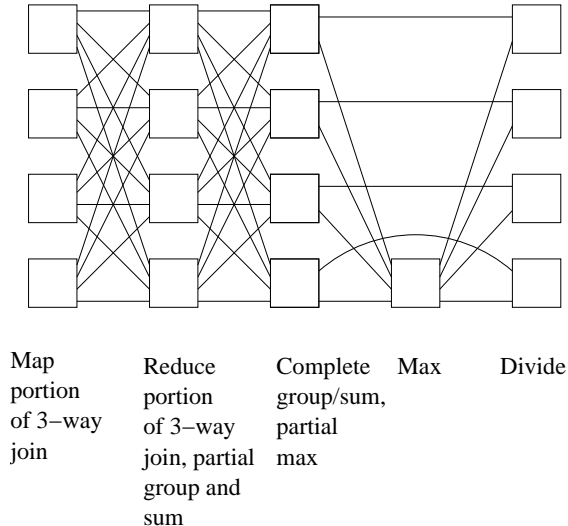 Map
portion
of 3−way
join
Reduce
portion
of 3−way
join, partial
group and
sum
Complete
group/sum,
partial
max
Max
Divide